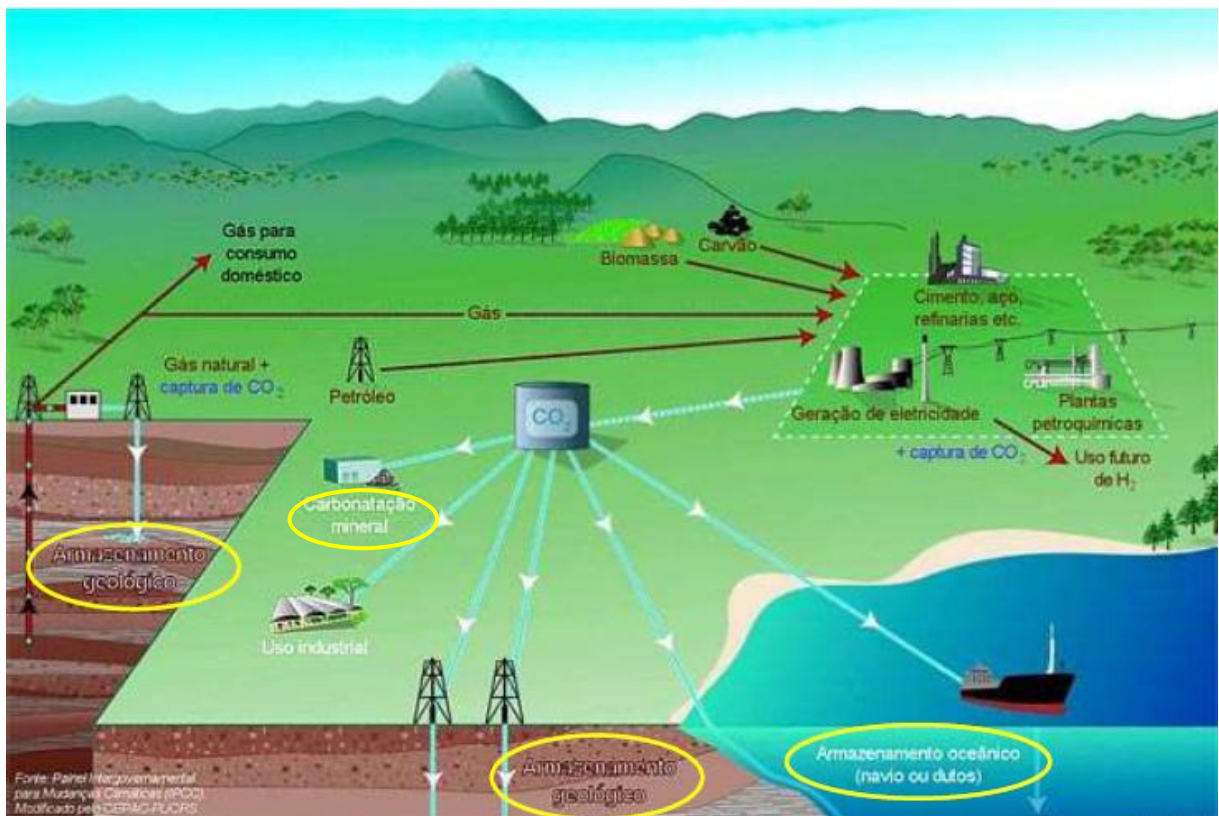 Gás para
consumo
doméstico
Biomassa
Carvão
Cimento, aço,
refinarias etc.
Gás
Gás natural +
captura de CO₂
Petróleo
CO₂
Geração de eletricidade
Plantas
petroquímicas
+ captura de CO₂
Uso futuro
de H₂
Carbonatação
mineral
Armazenamento
geológico
Uso industrial
Armazenamento oceânico
(navio ou dutos)
Armazenamento
geológico
Fonte: Painel Intergovernamental
para Mudanças Climáticas (IPCC)
Modificado pelo CEPAC-PUCRS